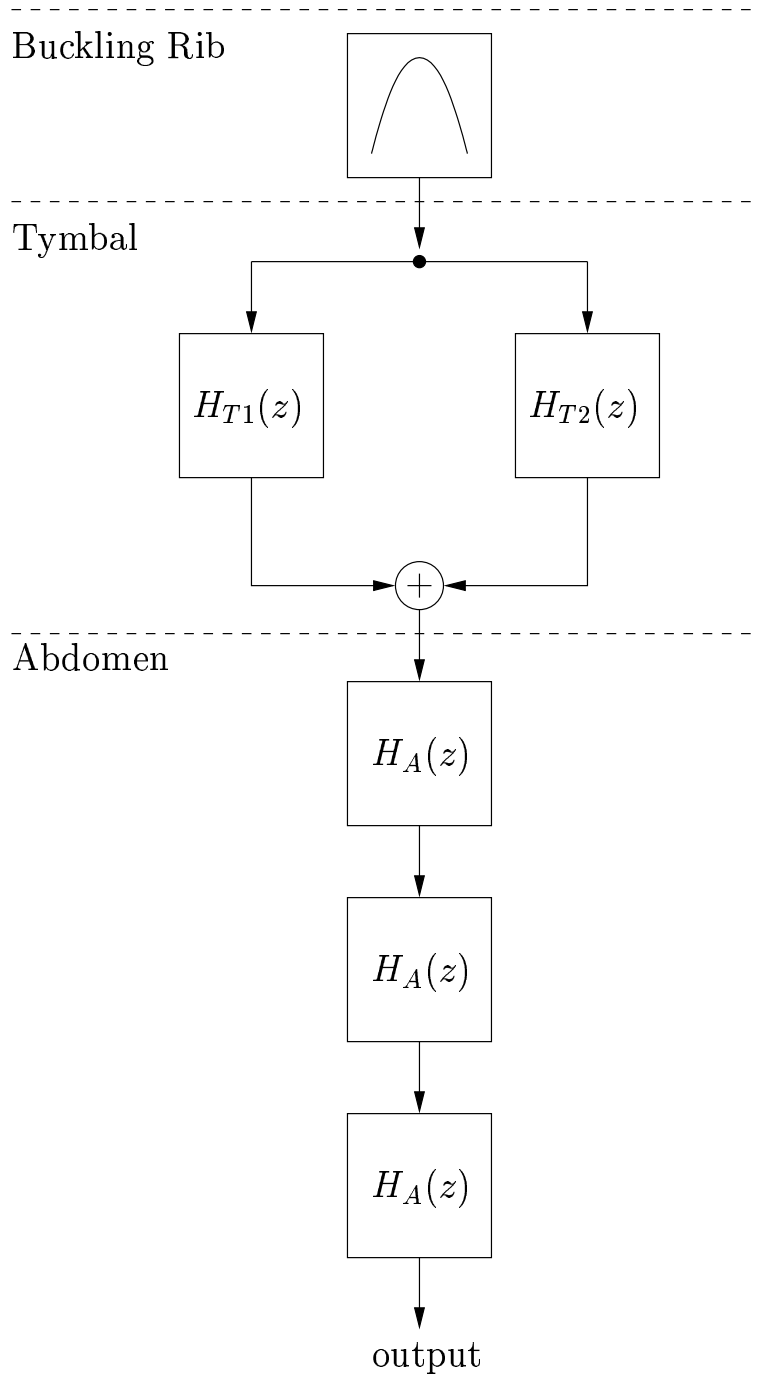 Buckling Rib
Tymbal
H_{T1}(z) H_{T2}(z)
+
Abdomen
H_A(z)
H_A(z)
H_A(z)
output